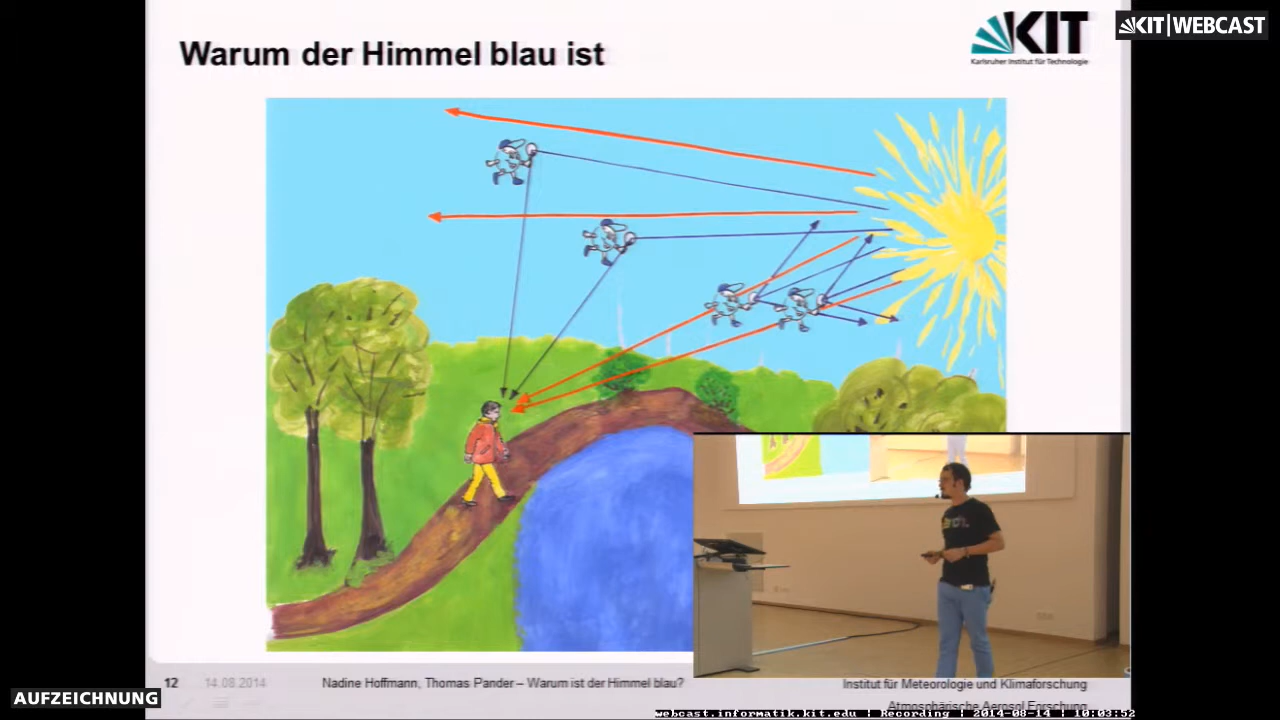 Warum der Himmel blau ist
KIT
Karlsruher Institut für Technologie
KIT|WEBCAST
12
14.08.2014
Nadine Hoffmann, Thomas Pander – Warum ist der Himmel blau?
Institut für Meteorologie und Klimaforschung
Atmosphärische Aerosol Forschung
AUFZEICHNUNG
webcast.informatik.kit.edu | Recording | 2014-08-14 | 10:03:52